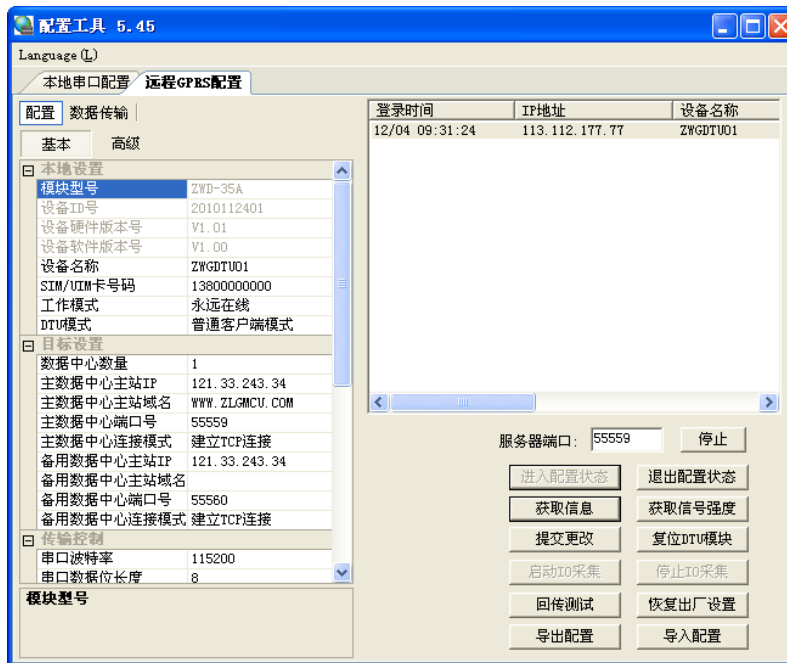 配置工具 5.45
Language (L)
本地串口配置 远程GPRS配置
配置 数据传输
基本 高级
本地设置
模块型号 ZWD-35A
设备ID号 2010112401
设备硬件版本号 V1.01
设备软件版本号 V1.00
设备名称 ZWGDTU01
SIM/UIM卡号码 13800000000
工作模式 永远在线
DTU模式 普通客户端模式
目标设置
数据中心数量 1
主数据中心主站IP 121.33.243.34
主数据中心主站域名 WWW.ZLGMCU.COM
主数据中心端口号 55559
主数据中心连接模式 建立TCP连接
备用数据中心主站IP 121.33.243.34
备用数据中心主站域名
备用数据中心端口号 55560
备用数据中心连接模式 建立TCP连接
传输控制
串口波特率 115200
串口数据位长度 8
模块型号
登录时间 IP地址 设备名称
12/04 09:31:24 113.112.177.77 ZWGDTU01
服务器端口: 55559 停止
进入配置状态 退出配置状态
获取信息 获取信号强度
提交更改 复位DTU模块
启动IO采集 停止IO采集
回传测试 恢复出厂设置
导出配置 导入配置